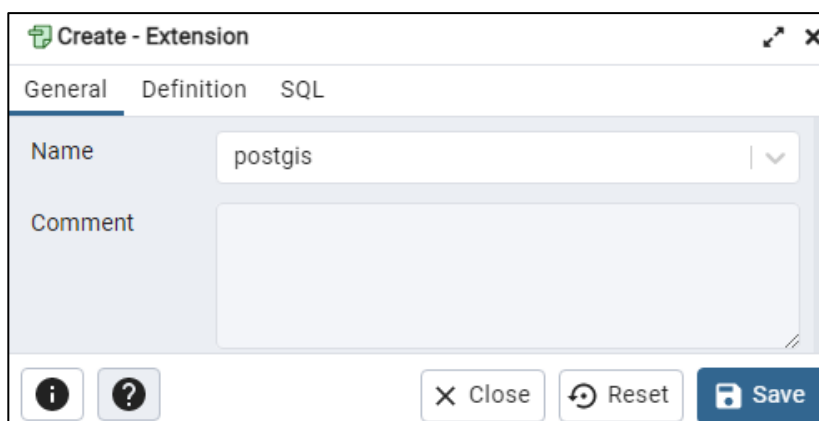 Create - Extension
General Definition SQL
Name postgis
Comment
Close Reset Save